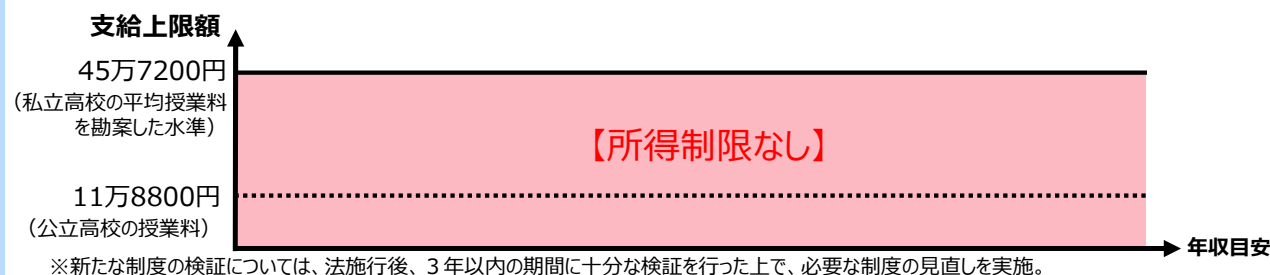 支給上限額
45万7200円
（私立高校の平均授業料
を勘案した水準）
【所得制限なし】
11万8800円
（公立高校の授業料）
年収目安
※新たな制度の検証については、法施行後、３年以内の期間に十分な検証を行った上で、必要な制度の見直しを実施。